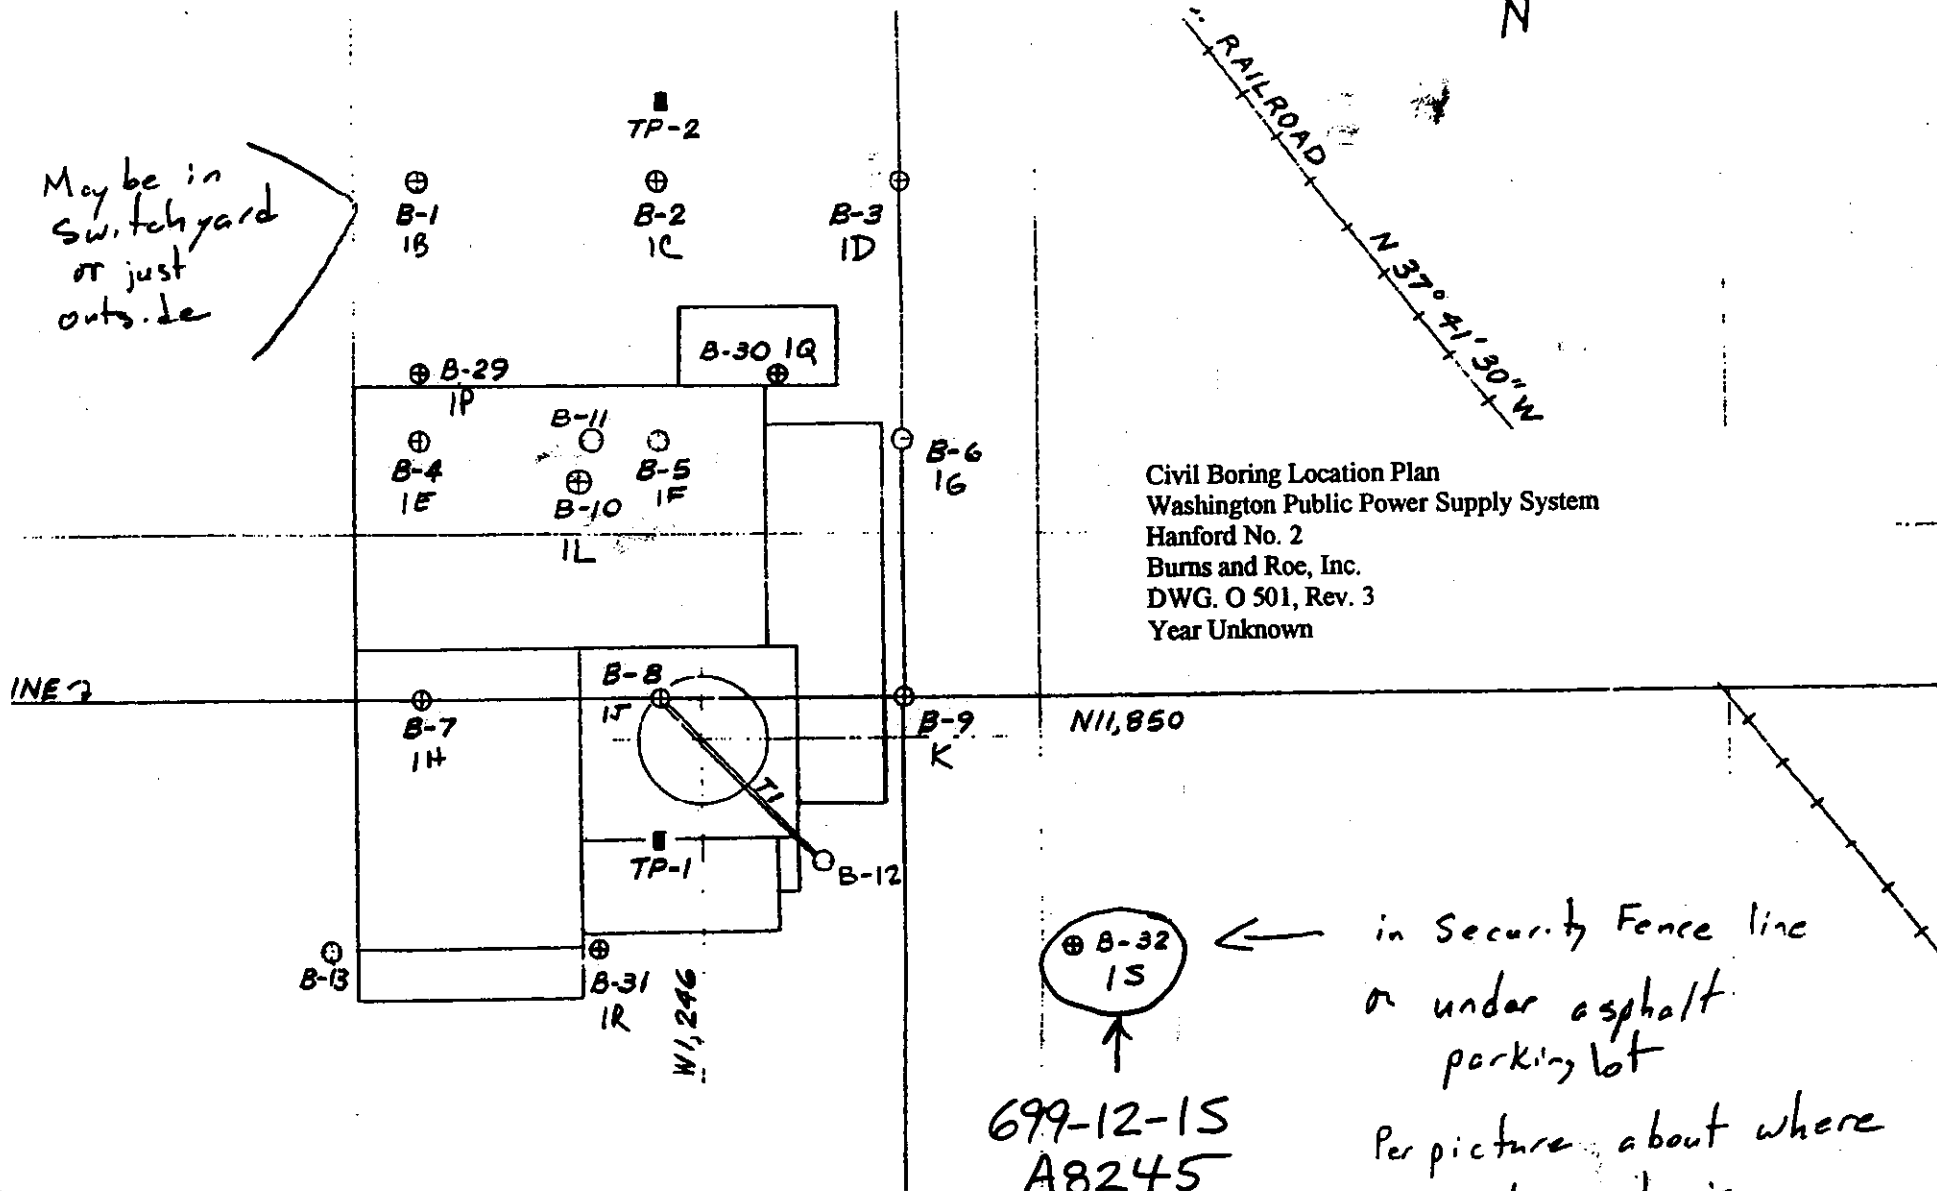 N
RAILROAD
N 37° 41' 30" W
TP-2
May be in
Switchyard
or just
outside
B-1
1B
B-2
1C
B-3
1D
B-30 1Q
B-29
1P
B-11
B-4
1E
B-10
1L
B-5
1F
B-6
1G
Civil Boring Location Plan
Washington Public Power Supply System
Hanford No. 2
Burns and Roe, Inc.
DWG. O 501, Rev. 3
Year Unknown
INE 7
B-7
1H
B-8
1J
B-9
K
N11,850
T1
TP-1
B-12
B-13
B-31
1R
W1,246
B-32
1S
in Security Fence line
or under asphalt
parking lot
699-12-1S
A8245
Per picture about where